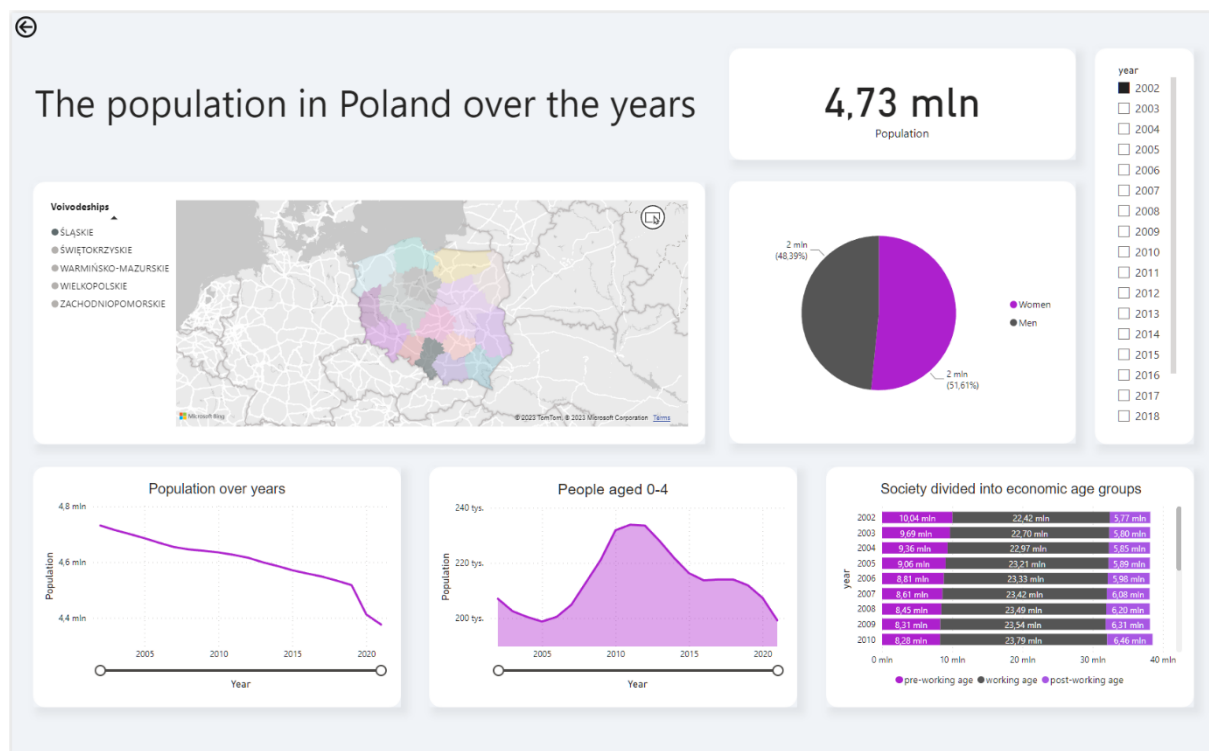 The population in Poland over the years
4,73 mln
Population
year
2002
2003
2004
2005
2006
2007
2008
2009
2010
2011
2012
2013
2014
2015
2016
2017
2018
Voivodeships
ŚLĄSKIE
ŚWIĘTOKRZYSKIE
WARMIŃSKO-MAZURSKIE
WIELKOPOLSKIE
ZACHODNIOPOMORSKIE
Microsoft Bing
© 2023 TomTom, © 2023 Microsoft Corporation Terms
2 mln
(48,39%)
2 mln
(51,61%)
Women
Men
Population over years
4,8 mln
4,6 mln
4,4 mln
Population
2005 2010 2015 2020
Year
People aged 0-4
240 tys.
220 tys.
200 tys.
Population
2005 2010 2015 2020
Year
Society divided into economic age groups
year
2002 10,04 mln 22,42 mln 5,77 mln
2003 9,69 mln 22,70 mln 5,80 mln
2004 9,36 mln 22,97 mln 5,85 mln
2005 9,06 mln 23,21 mln 5,89 mln
2006 8,81 mln 23,33 mln 5,98 mln
2007 8,61 mln 23,42 mln 6,08 mln
2008 8,45 mln 23,49 mln 6,20 mln
2009 8,31 mln 23,54 mln 6,31 mln
2010 8,28 mln 23,79 mln 6,46 mln
0 mln 10 mln 20 mln 30 mln 40 mln
pre-working age working age post-working age